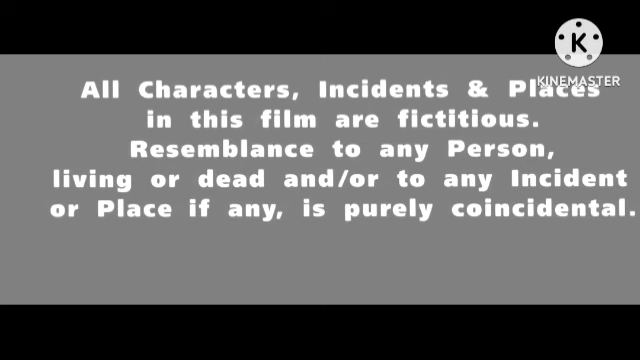 K
KINEMASTER
All Characters, Incidents & Places
in this film are fictitious.
Resemblance to any Person,
living or dead and/or to any Incident
or Place if any, is purely coincidental.